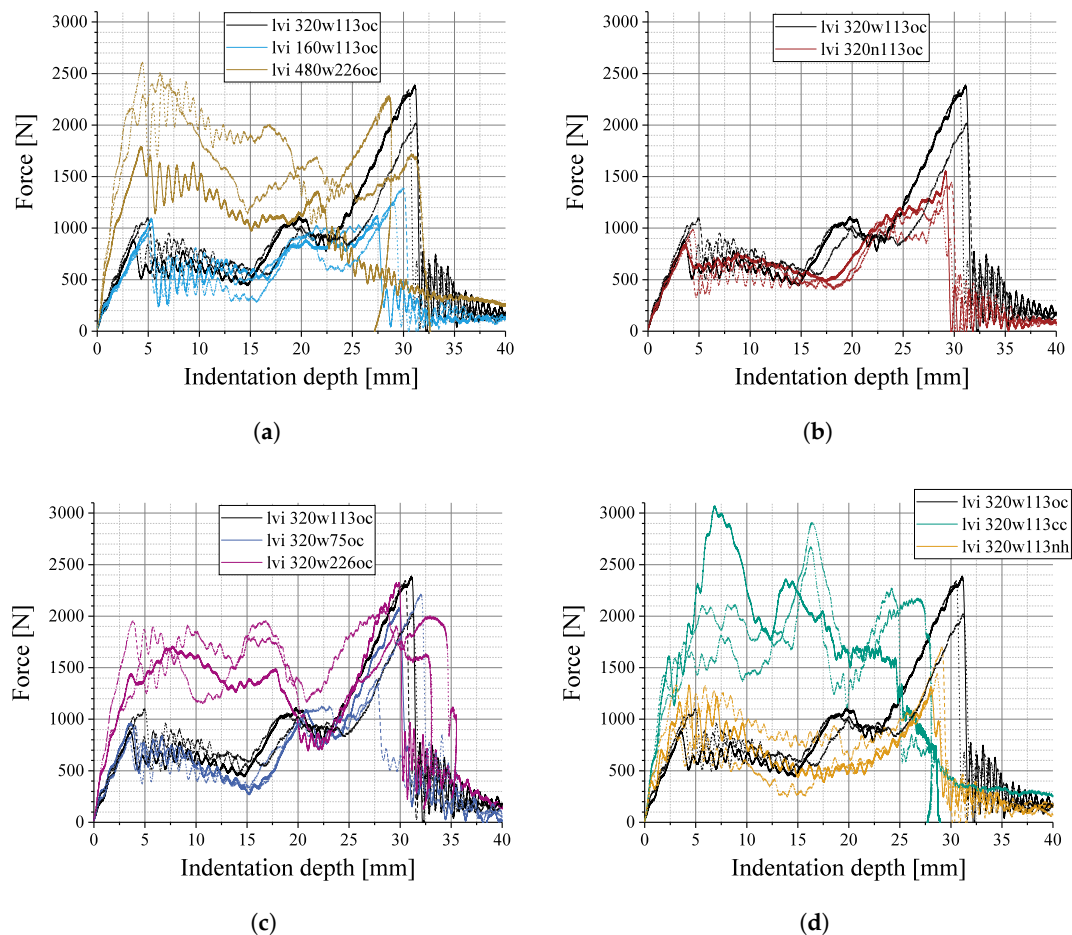 lvi 320w113oc
lvi 160w113oc
lvi 480w226oc
Force [N]
3000
2500
2000
1500
1000
500
0
0 5 10 15 20 25 30 35 40
Indentation depth [mm]
(a)
lvi 320w113oc
lvi 320n113oc
Force [N]
3000
2500
2000
1500
1000
500
0
0 5 10 15 20 25 30 35 40
Indentation depth [mm]
(b)
lvi 320w113oc
lvi 320w75oc
lvi 320w226oc
Force [N]
3000
2500
2000
1500
1000
500
0
0 5 10 15 20 25 30 35 40
Indentation depth [mm]
(c)
lvi 320w113oc
lvi 320w113cc
lvi 320w113nh
Force [N]
3000
2500
2000
1500
1000
500
0
0 5 10 15 20 25 30 35 40
Indentation depth [mm]
(d)